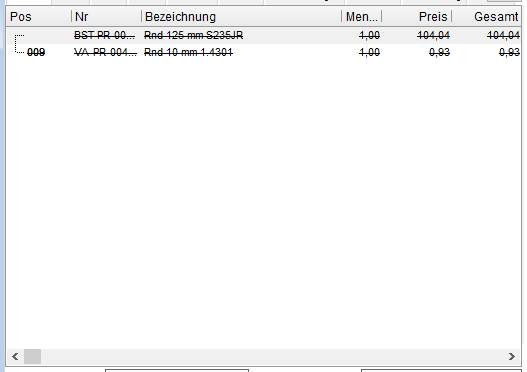 Pos Nr Bezeichnung Men... Preis Gesamt
BST-PR-00... Rnd 125 mm S235JR 1,00 104,04 104,04
009 VA-PR-004... Rnd 10 mm 1.4301 1,00 0,93 0,93